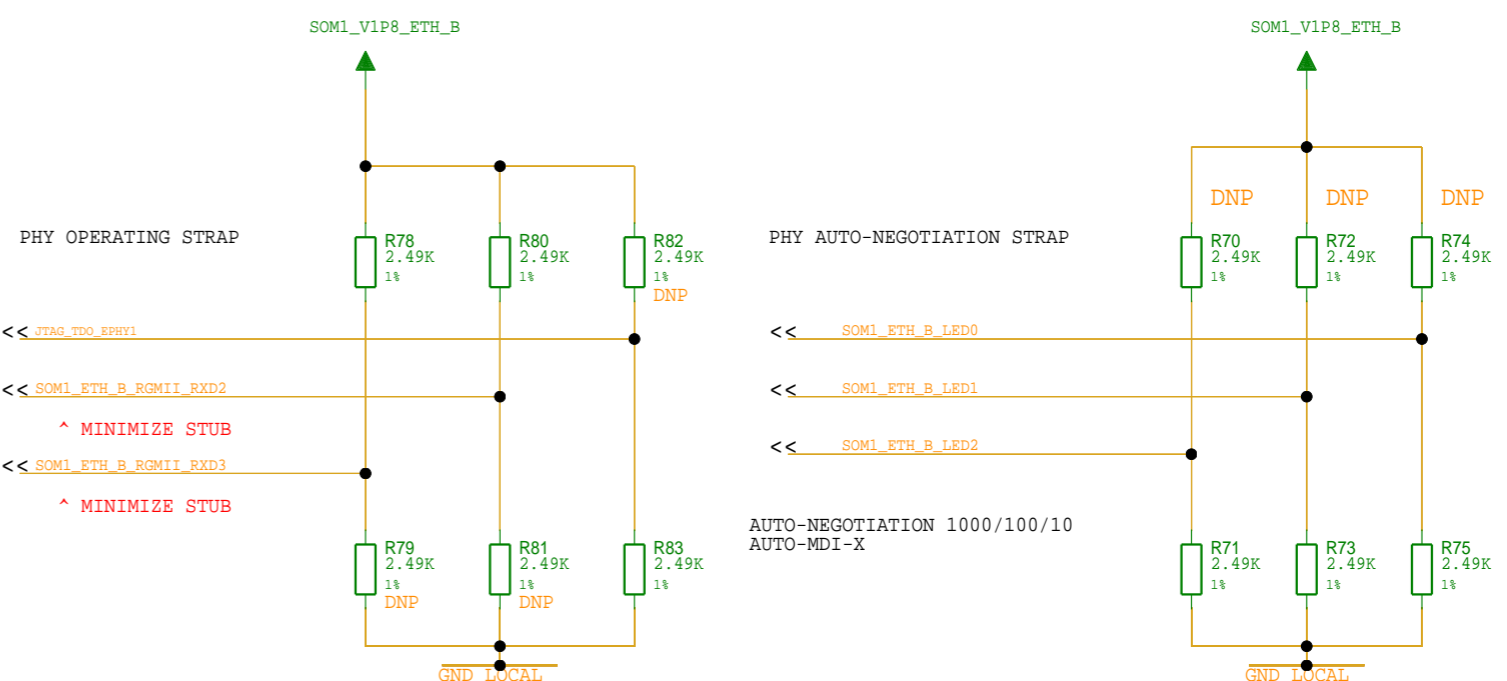 SOM1_V1P8_ETH_B
PHY OPERATING STRAP
R78
2.49K
1%
R80
2.49K
1%
R82
2.49K
1%
DNP
<< JTAG_TDO_EPHY1
<< SOM1_ETH_B_RGMII_RXD2
^ MINIMIZE STUB
<< SOM1_ETH_B_RGMII_RXD3
^ MINIMIZE STUB
R79
2.49K
1%
DNP
R81
2.49K
1%
DNP
R83
2.49K
1%
GND LOCAL
SOM1_V1P8_ETH_B
PHY AUTO-NEGOTIATION STRAP
DNP
R70
2.49K
1%
DNP
R72
2.49K
1%
DNP
R74
2.49K
1%
<< SOM1_ETH_B_LED0
<< SOM1_ETH_B_LED1
<< SOM1_ETH_B_LED2
AUTO-NEGOTIATION 1000/100/10
AUTO-MDI-X
R71
2.49K
1%
R73
2.49K
1%
R75
2.49K
1%
GND LOCAL